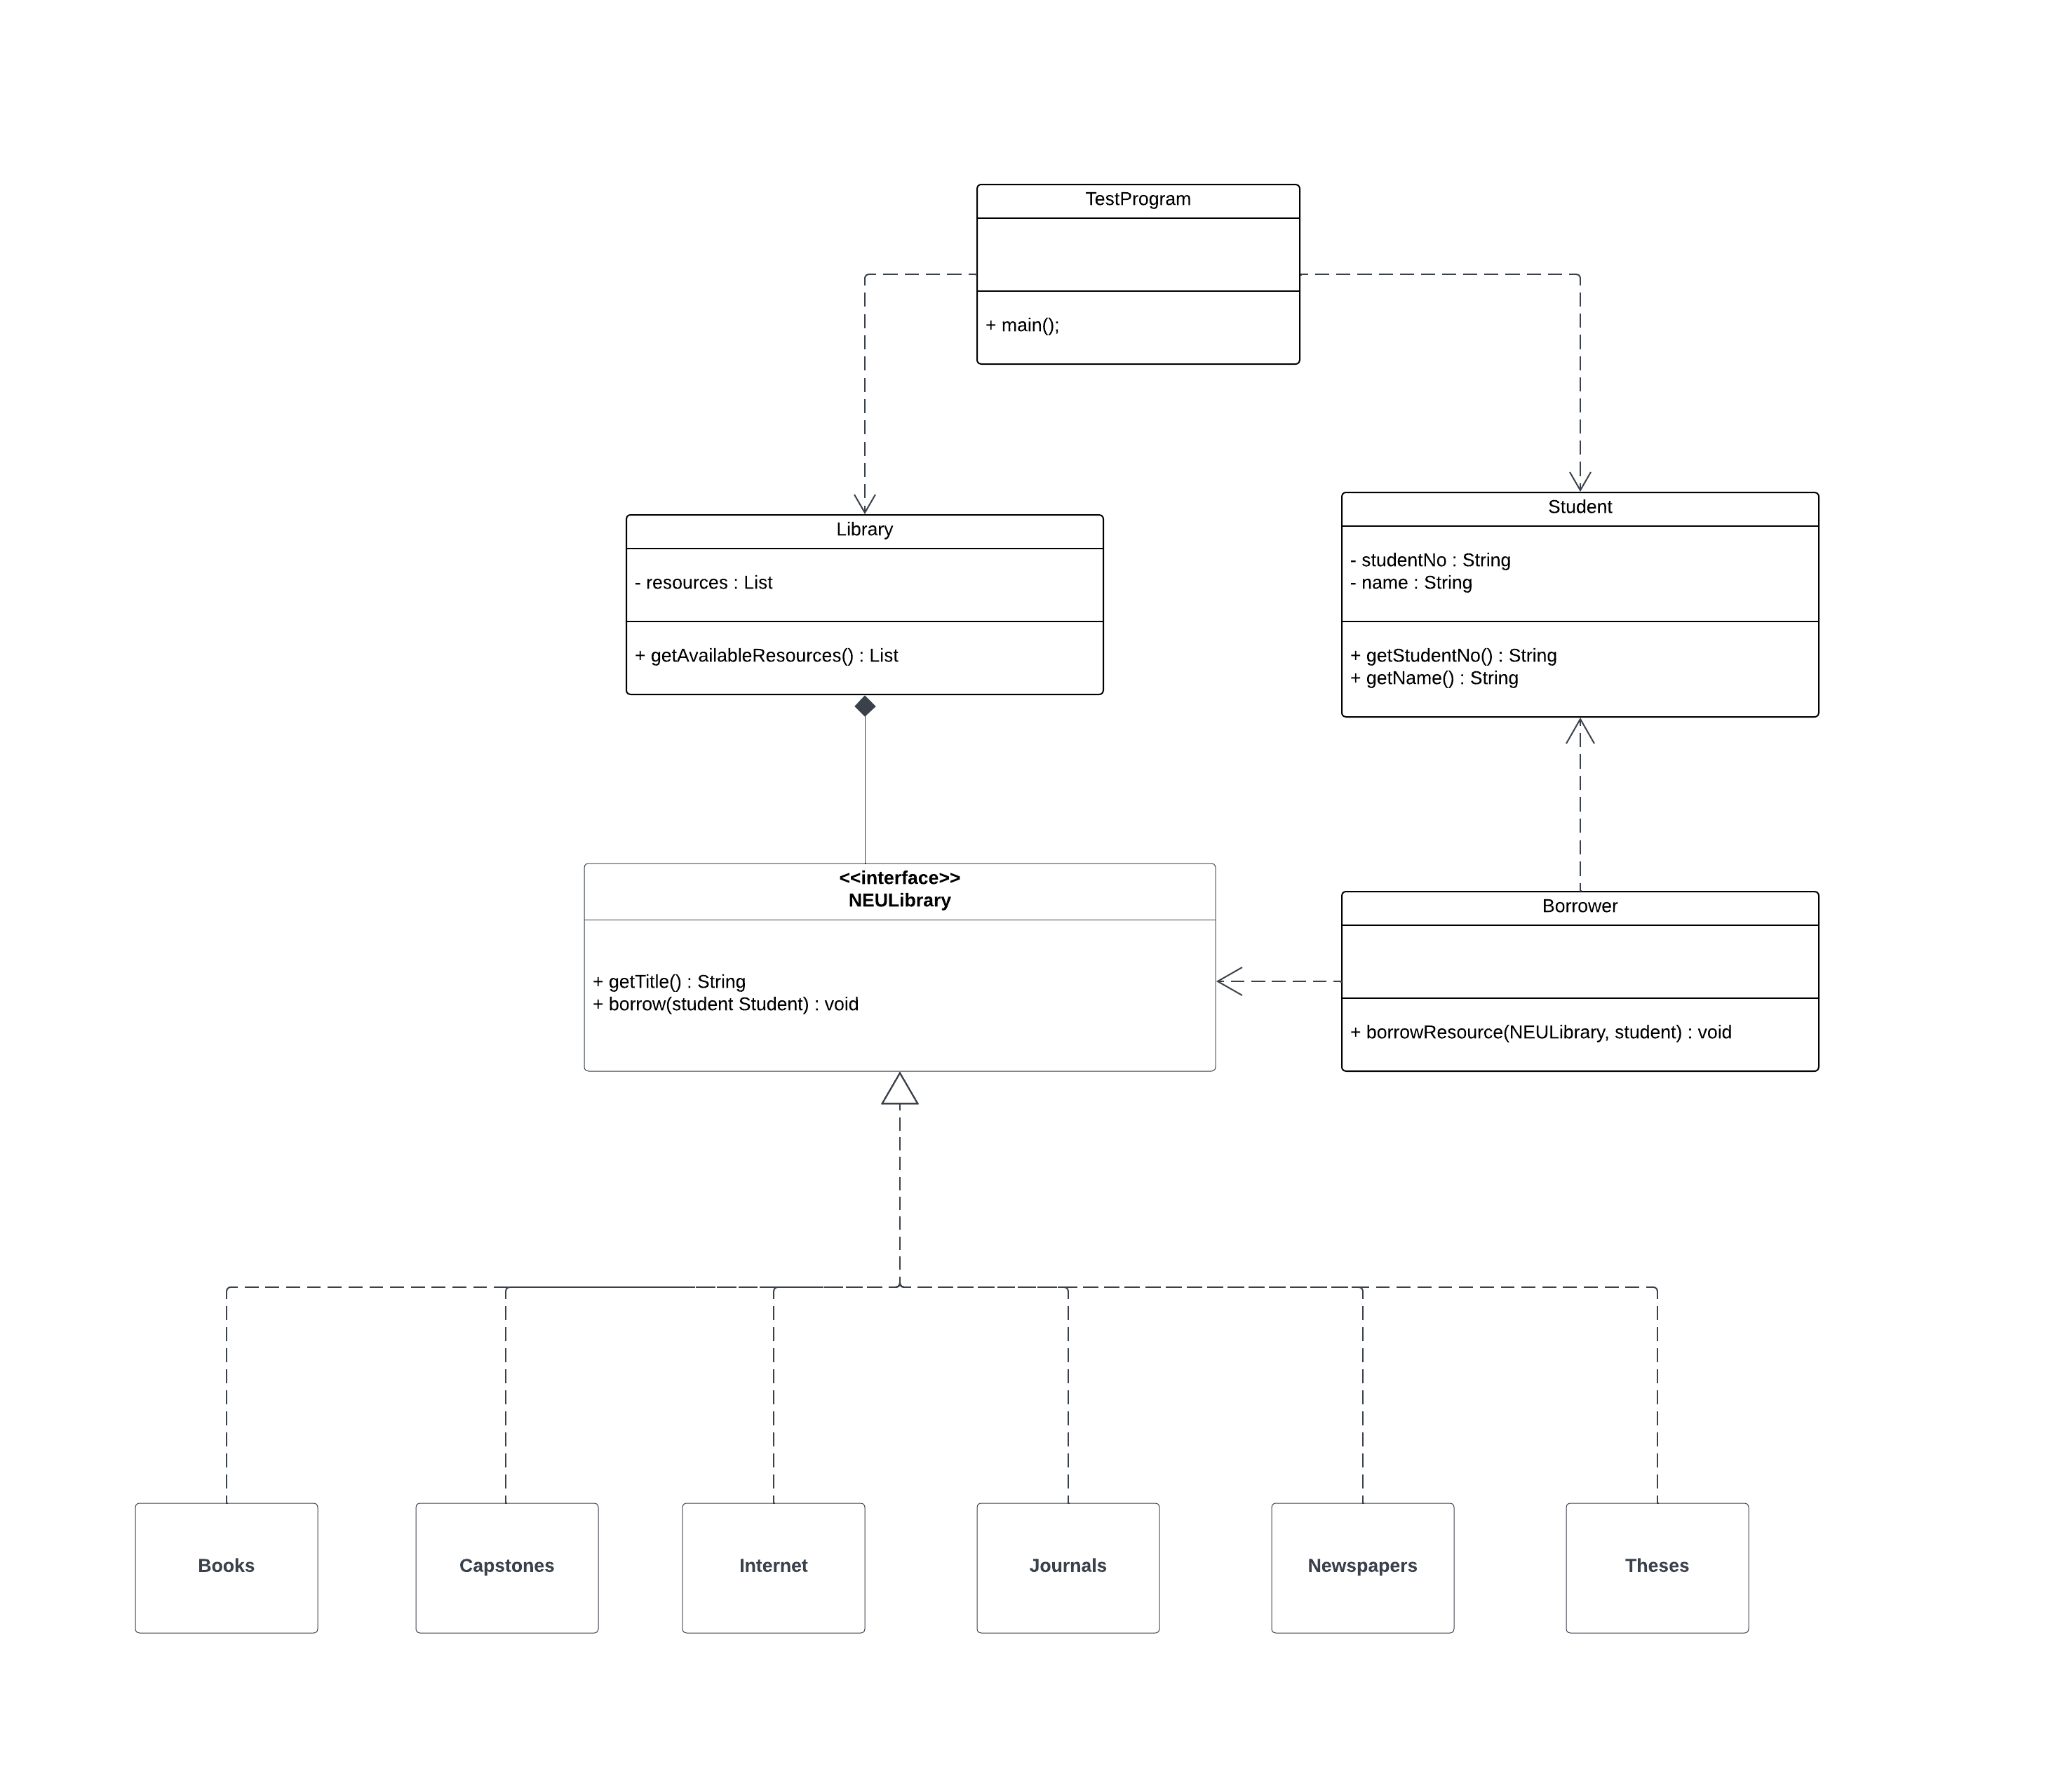 TestProgram
+ main();
Library
- resources : List
+ getAvailableResources() : List
Student
- studentNo : String
- name : String
+ getStudentNo() : String
+ getName() : String
<<interface>>
NEULibrary
+ getTitle() : String
+ borrow(student Student) : void
Borrower
+ borrowResource(NEULibrary, student) : void
Books
Capstones
Internet
Journals
Newspapers
Theses